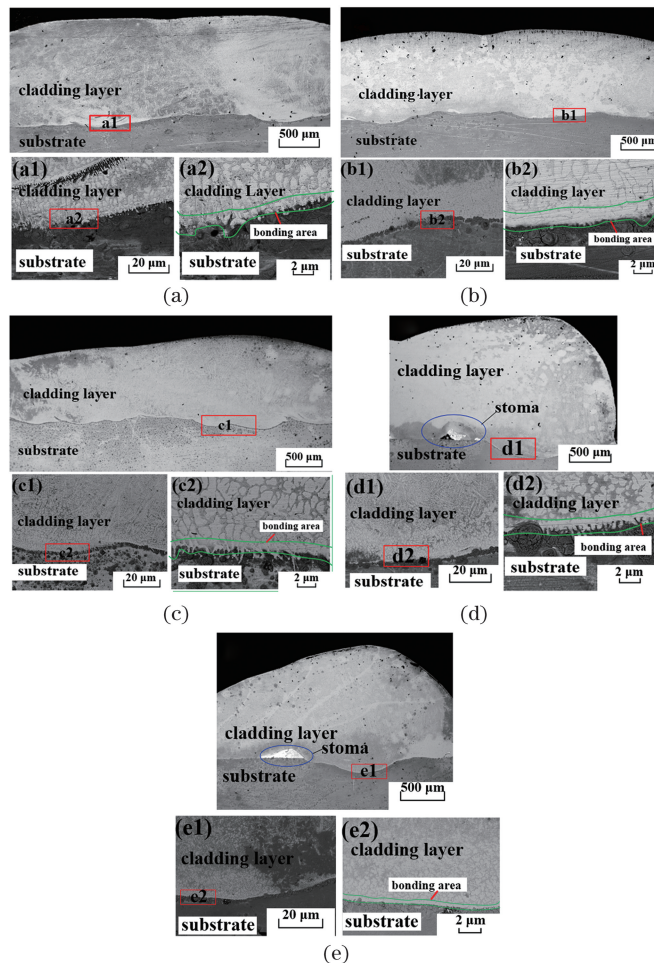 cladding layer
a1
substrate
500 μm
(a1)
cladding layer
a2
substrate
20 μm
(a2)
cladding Layer
bonding area
substrate
2 μm
(a)
cladding layer
b1
substrate
500 μm
(b1)
cladding layer
b2
substrate
20 μm
(b2)
cladding layer
bonding area
substrate
2 μm
(b)
cladding layer
c1
substrate
500 μm
(c1)
cladding layer
c2
substrate
20 μm
(c2)
cladding layer
bonding area
substrate
2 μm
(c)
cladding layer
stoma
substrate
d1
500 μm
(d1)
cladding layer
d2
substrate
20 μm
(d2)
cladding layer
bonding area
substrate
2 μm
(d)
cladding layer
stoma
substrate
e1
500 μm
(e1)
cladding layer
e2
substrate
20 μm
(e2)
cladding layer
bonding area
substrate
2 μm
(e)